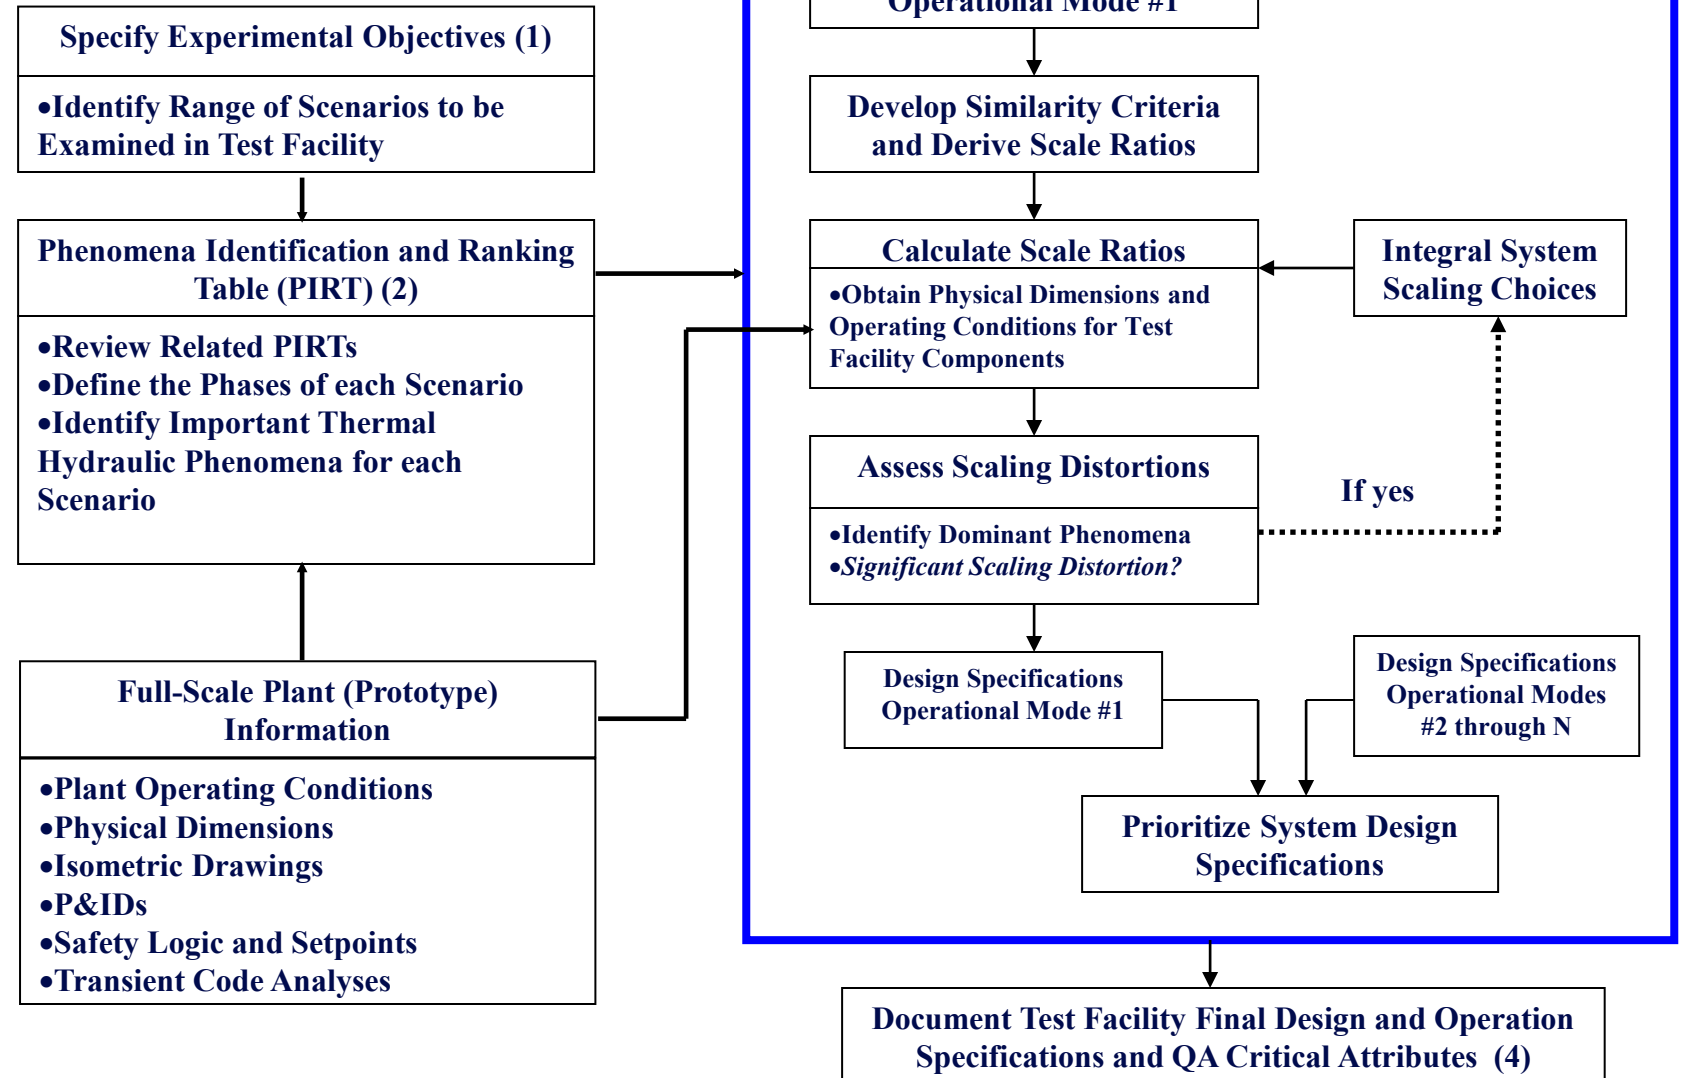 Specify Experimental Objectives (1)
•Identify Range of Scenarios to be
Examined in Test Facility
Phenomena Identification and Ranking
Table (PIRT) (2)
•Review Related PIRTs
•Define the Phases of each Scenario
•Identify Important Thermal
Hydraulic Phenomena for each
Scenario
Full-Scale Plant (Prototype)
Information
•Plant Operating Conditions
•Physical Dimensions
•Isometric Drawings
•P&IDs
•Safety Logic and Setpoints
•Transient Code Analyses
Operational Mode #1
Develop Similarity Criteria
and Derive Scale Ratios
Calculate Scale Ratios
•Obtain Physical Dimensions and
Operating Conditions for Test
Facility Components
Integral System
Scaling Choices
Assess Scaling Distortions
•Identify Dominant Phenomena
•Significant Scaling Distortion?
If yes
Design Specifications
Operational Mode #1
Design Specifications
Operational Modes
#2 through N
Prioritize System Design
Specifications
Document Test Facility Final Design and Operation
Specifications and QA Critical Attributes (4)